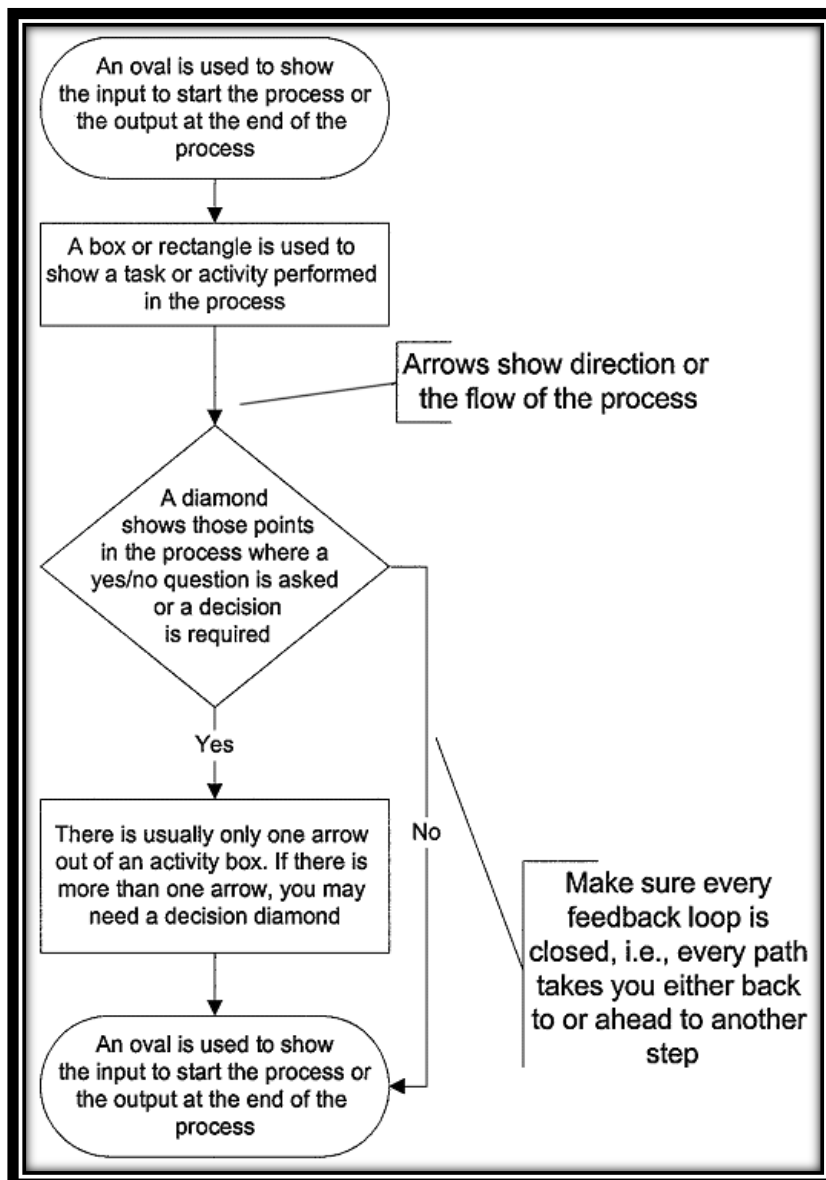 An oval is used to show
the input to start the process or
the output at the end of the
process
A box or rectangle is used to
show a task or activity performed
in the process
Arrows show direction or
the flow of the process
A diamond
shows those points
in the process where a
yes/no question is asked
or a decision
is required
Yes
No
There is usually only one arrow
out of an activity box. If there is
more than one arrow, you may
need a decision diamond
Make sure every
feedback loop is
closed, i.e., every path
takes you either back
to or ahead to another
step
An oval is used to show
the input to start the process or
the output at the end of the
process